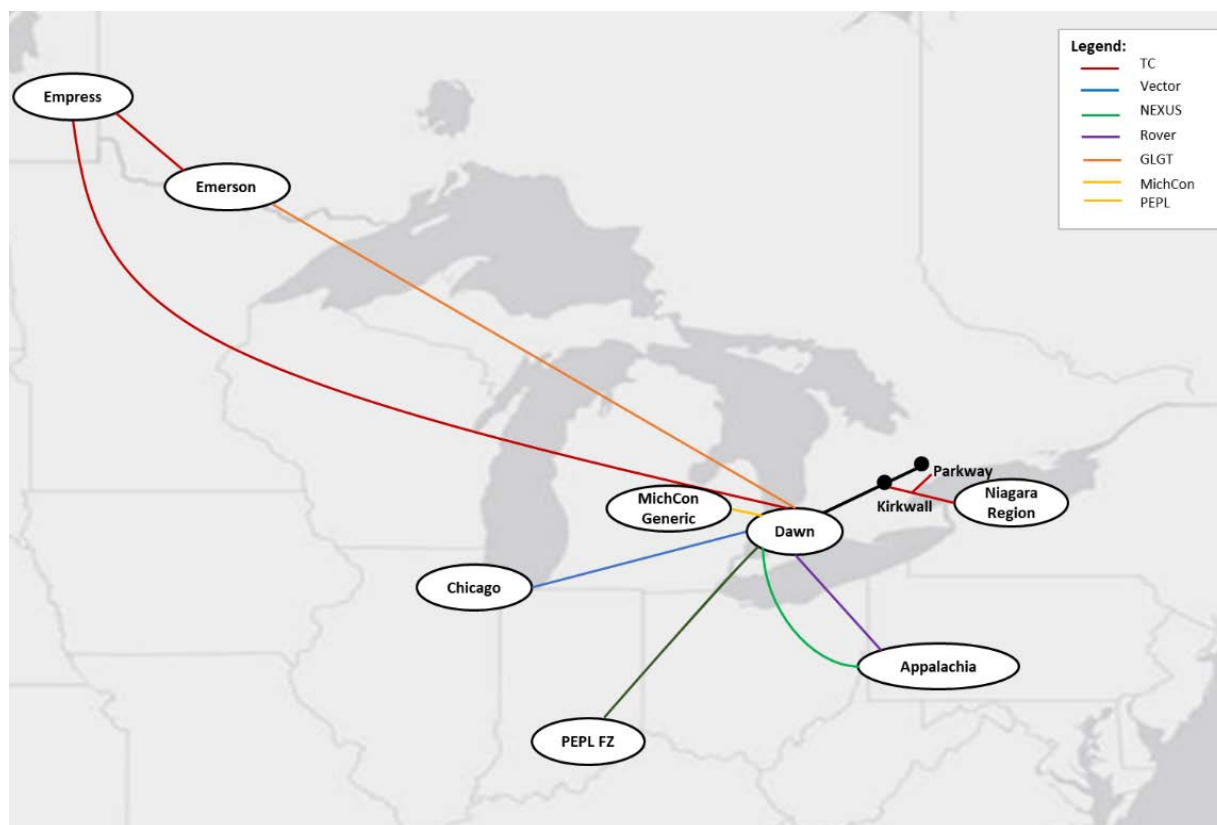 Legend:
TC
Vector
NEXUS
Rover
GLGT
MichCon
PEPL
Empress
Emerson
Parkway
Kirkwall
Niagara
Region
MichCon
Generic
Dawn
Chicago
Appalachia
PEPL FZ